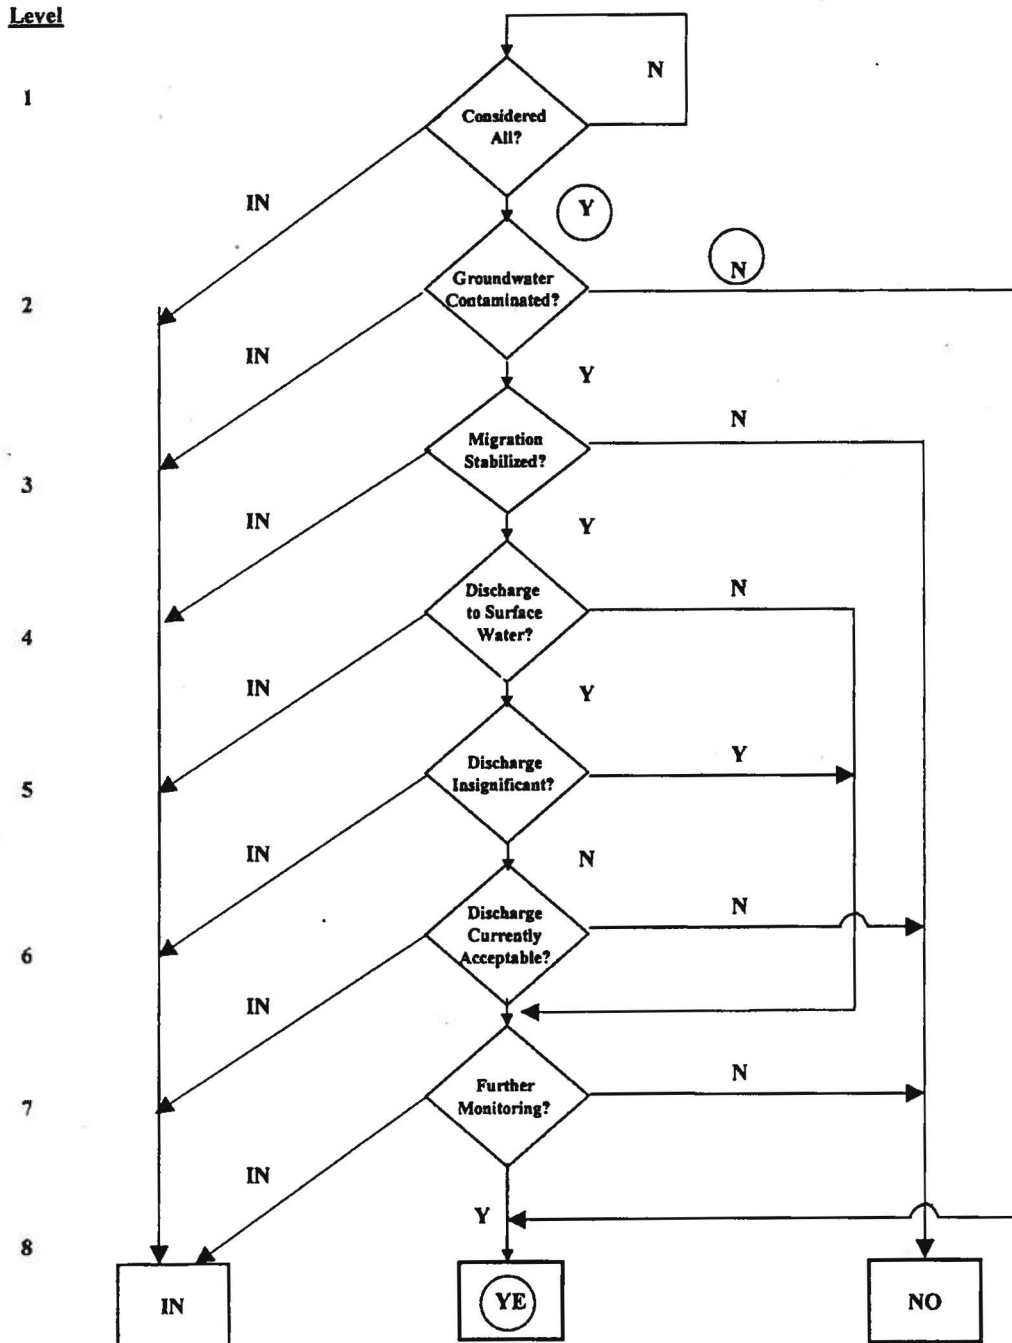 Level
N
1
Considered
All?
IN
Y
N
Groundwater
Contaminated?
2
IN
Y
N
Migration
Stabilized?
3
IN
Y
Discharge
to Surface
Water?
N
4
IN
Y
Discharge
Insignificant?
Y
5
IN
N
Discharge
Currently
Acceptable?
N
6
IN
Further
Monitoring?
N
7
IN
Y
8
IN
YE
NO